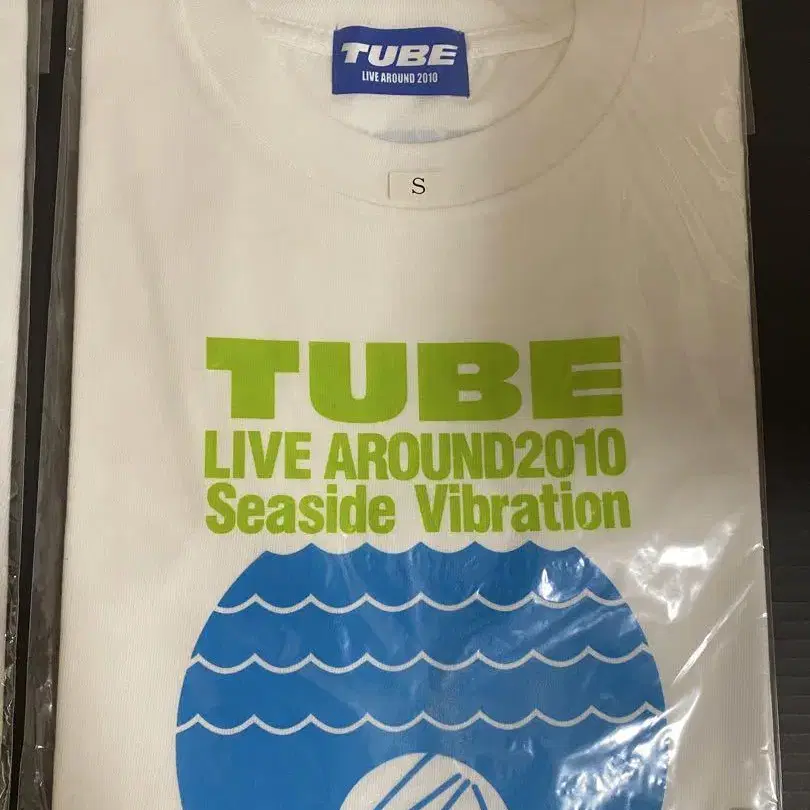 TUBE
LIVE AROUND 2010
S
TUBE
LIVE AROUND2010
Seaside Vibration